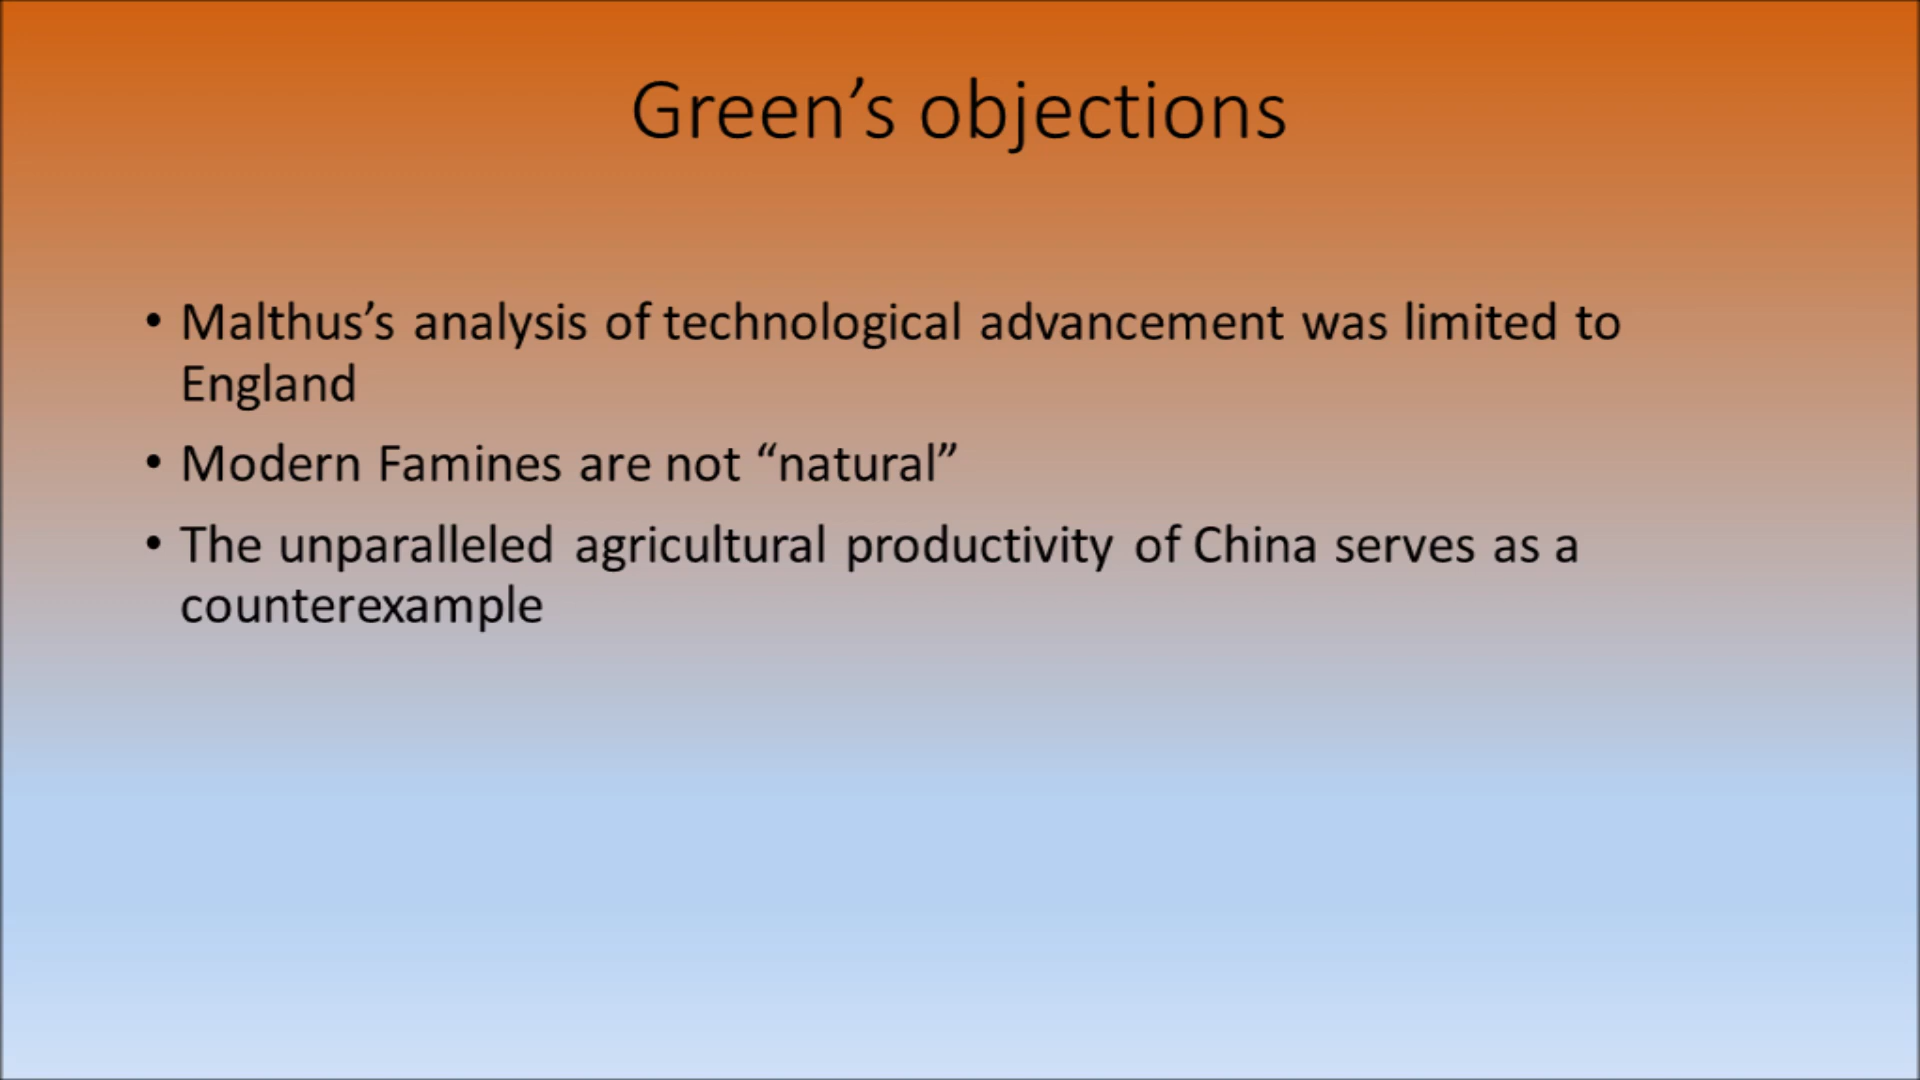 Green’s objections
• Malthus’s analysis of technological advancement was limited to
England
• Modern Famines are not “natural”
• The unparalleled agricultural productivity of China serves as a
counterexample